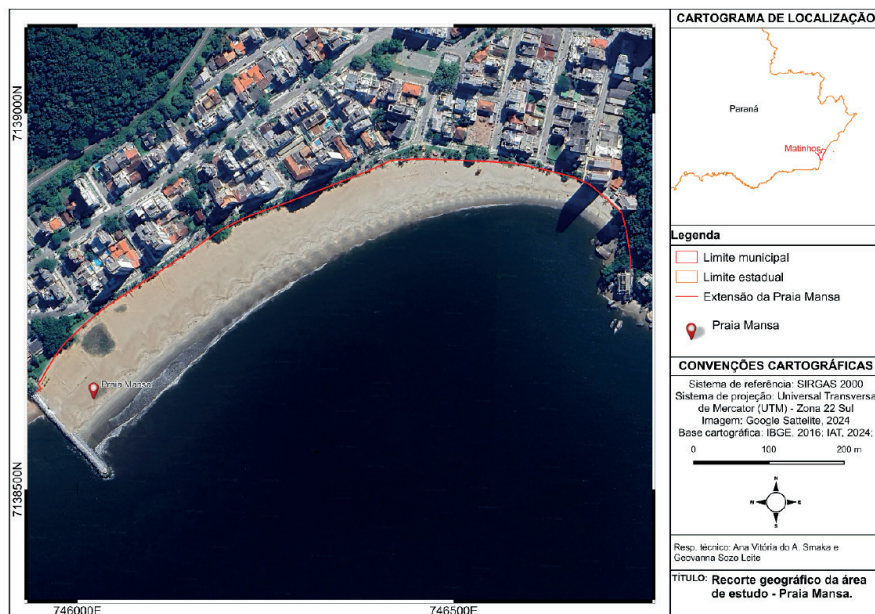 CARTOGRAMA DE LOCALIZAÇÃO
Paraná
Matinhos
Legenda
Limite municipal
Limite estadual
Extensão da Praia Mansa
Praia Mansa
CONVENÇÕES CARTOGRÁFICAS
Sistema de referência: SIRGAS 2000
Sistema de projeção: Universal Transversa
de Mercator (UTM) - Zona 22 Sul
Imagem: Google Sattelite, 2024
Base cartográfica: IBGE, 2016; IAT, 2024;
0 100 200 m
N
W E
S
Resp. técnico: Ana Vitória do A. Smaka e
Geovanna Sozo Leite
TÍTULO: Recorte geográfico da área
de estudo - Praia Mansa.
7139000N
7138500N
Praia Mansa
746000E 746500E